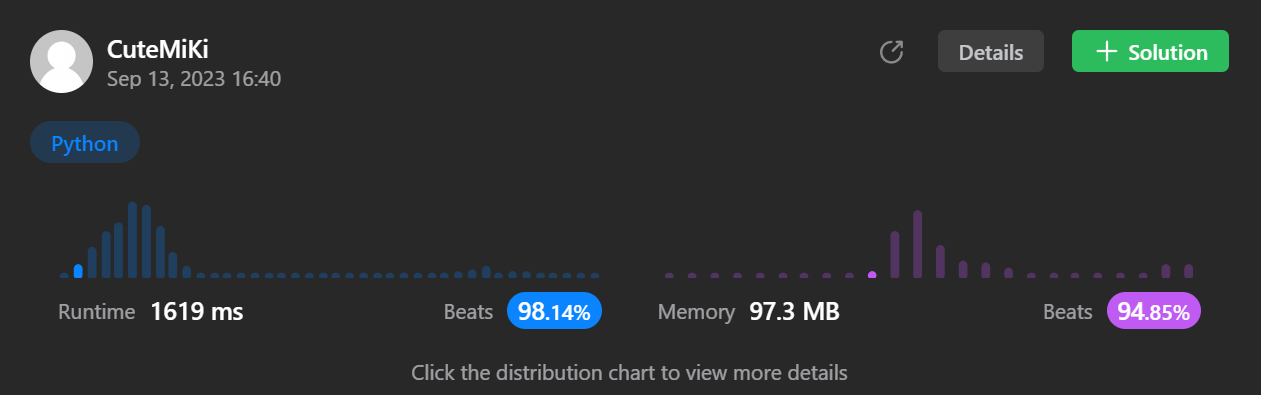 CuteMiKi
Sep 13, 2023 16:40
Details
Solution
Python
Runtime 1619 ms Beats 98.14%
Memory 97.3 MB Beats 94.85%
Click the distribution chart to view more details